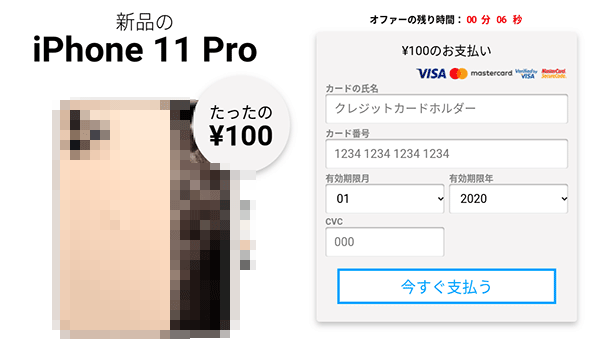 新品の
iPhone 11 Pro
たったの
¥100
オファーの残り時間： 00 分 06 秒
¥100のお支払い
VISA mastercard Verified by VISA MasterCard SecureCode
カードの氏名
クレジットカードホルダー
カード番号
1234 1234 1234 1234
有効期限月 有効期限年
01 2020
CVC
000
今すぐ支払う